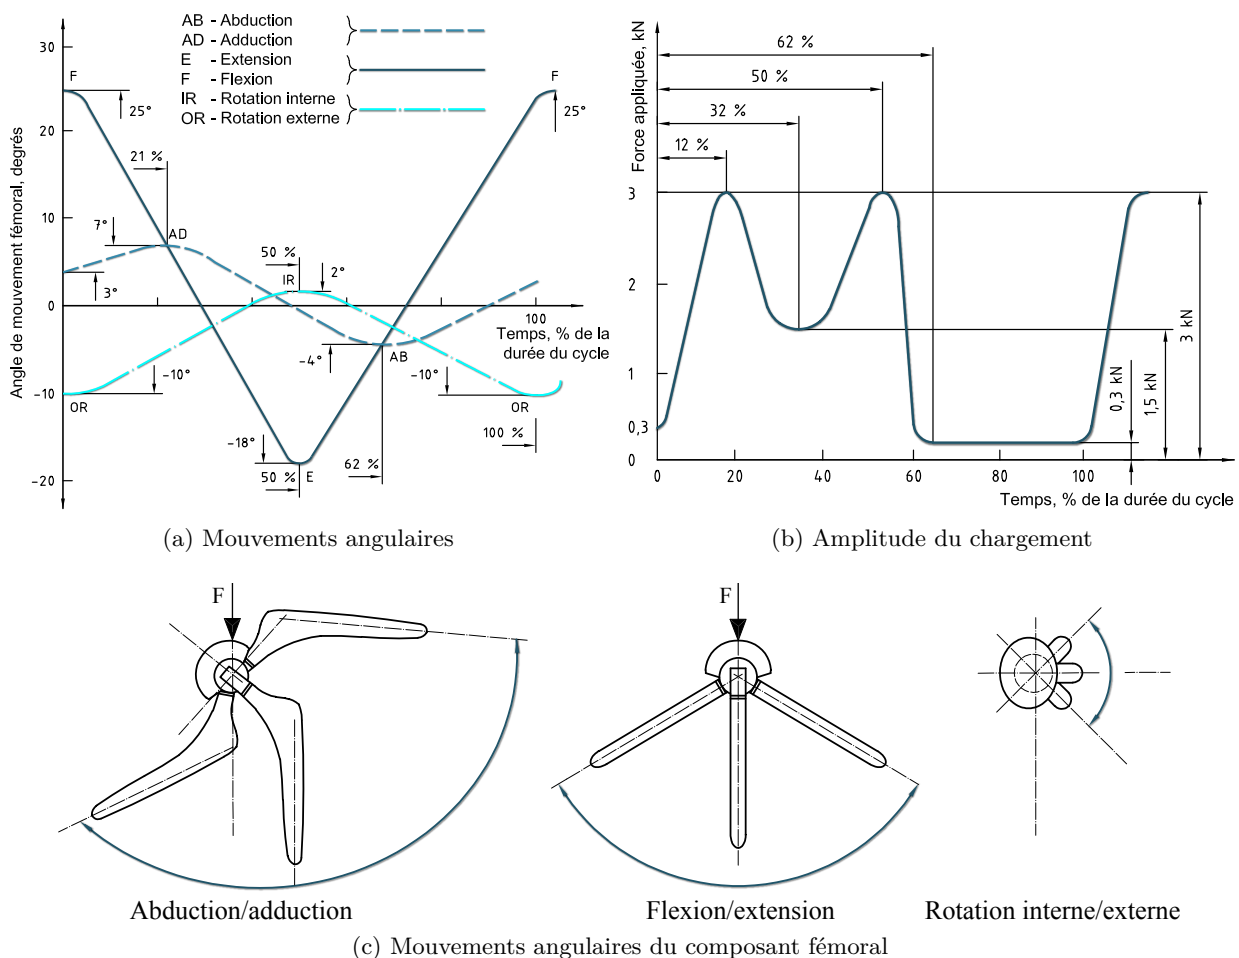 AB - Abduction
AD - Adduction
E - Extension
F - Flexion
IR - Rotation interne
OR - Rotation externe
Angle de mouvement fémoral, degrés
30
20
10
0
-10
-20
F
25°
21 %
7°
AD
3°
50 %
IR
2°
-10°
OR
-18°
50 %
E
62 %
-4°
AB
-10°
OR
100 %
F
25°
100
Temps, % de la
durée du cycle
(a) Mouvements angulaires
Force appliquée, kN
62 %
50 %
32 %
12 %
3
2
1
0,3
0
0
20
40
60
80
100
0,3 kN
1,5 kN
3 kN
Temps, % de la durée du cycle
(b) Amplitude du chargement
F
F
Abduction/adduction
Flexion/extension
Rotation interne/externe
(c) Mouvements angulaires du composant fémoral